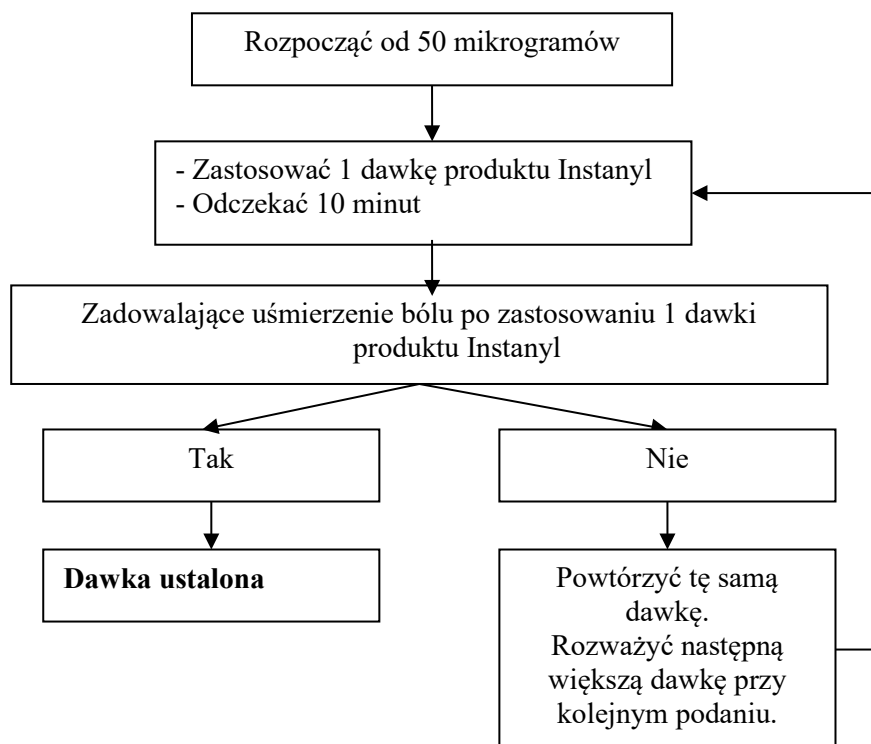 Rozpocząć od 50 mikrogramów
- Zastosować 1 dawkę produktu Instanyl
- Odczekać 10 minut
Zadowalające uśmierzenie bólu po zastosowaniu 1 dawki
produktu Instanyl
Tak
Nie
Dawka ustalona
Powtórzyć tę samą
dawkę.
Rozważyć następną
większą dawkę przy
kolejnym podaniu.